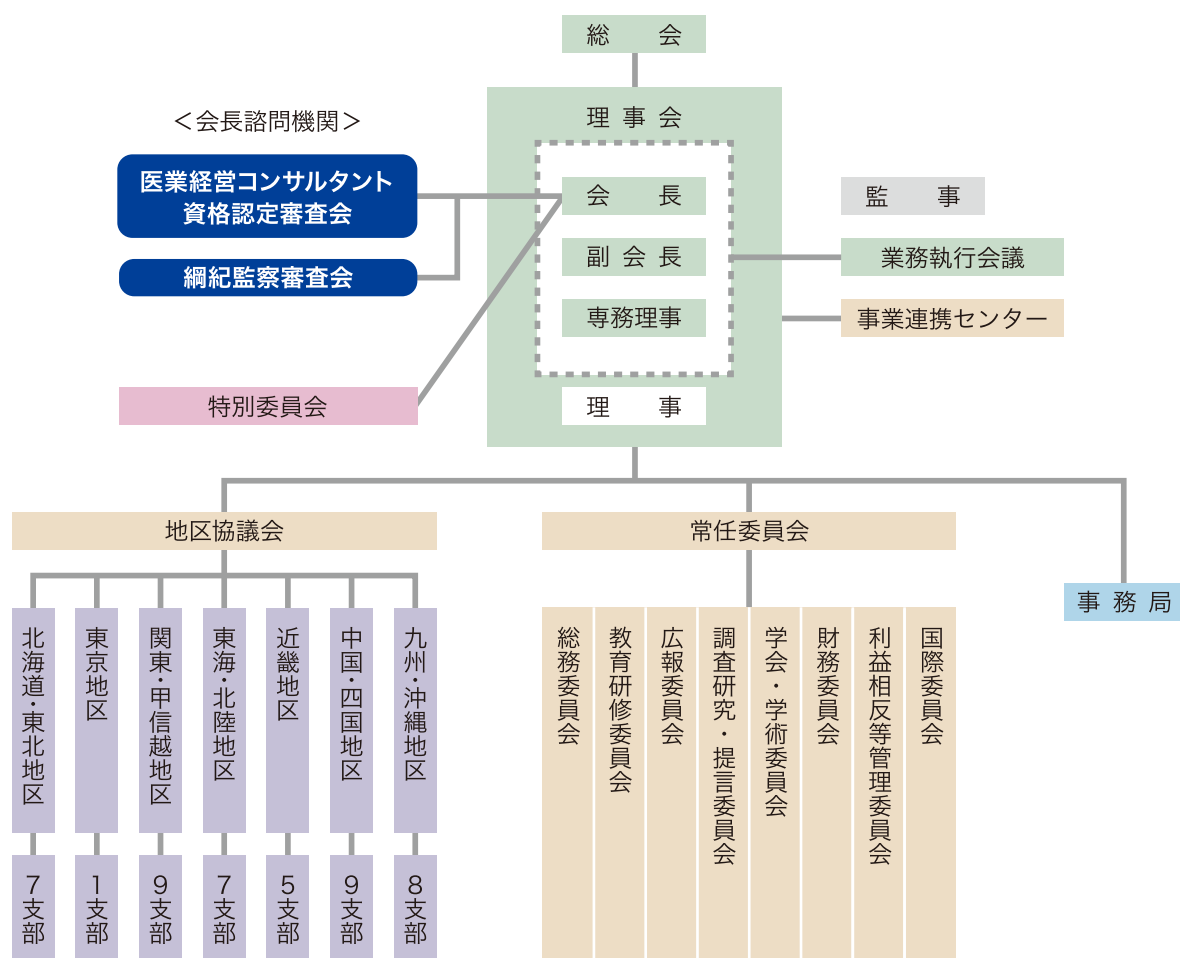 総　会
理事会
＜会長諮問機関＞
医業経営コンサルタント
資格認定審査会
綱紀監察審査会
会　長
副会長
専務理事
理　事
監　事
業務執行会議
事業連携センター
特別委員会
地区協議会
常任委員会
事務局
北海道・東北地区
東京地区
関東・甲信越地区
東海・北陸地区
近畿地区
中国・四国地区
九州・沖縄地区
7支部
1支部
9支部
7支部
5支部
9支部
8支部
総務委員会
教育研修委員会
広報委員会
調査研究・提言委員会
学会・学術委員会
財務委員会
利益相反等管理委員会
国際委員会